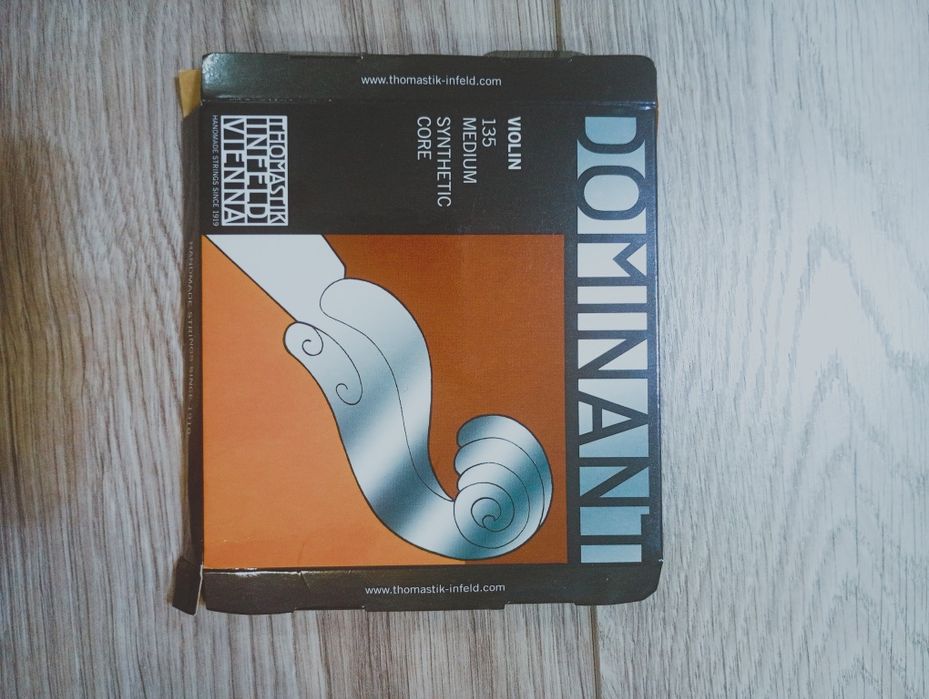 www.thomastik-infeld.com
DOMINANT
VIOLIN
135
MEDIUM
SYNTHETIC
CORE
THOMASTIK
INFELD
VIENNA
HANDMADE STRINGS SINCE 1919
HANDMADE STRINGS SINCE 1919
www.thomastik-infeld.com